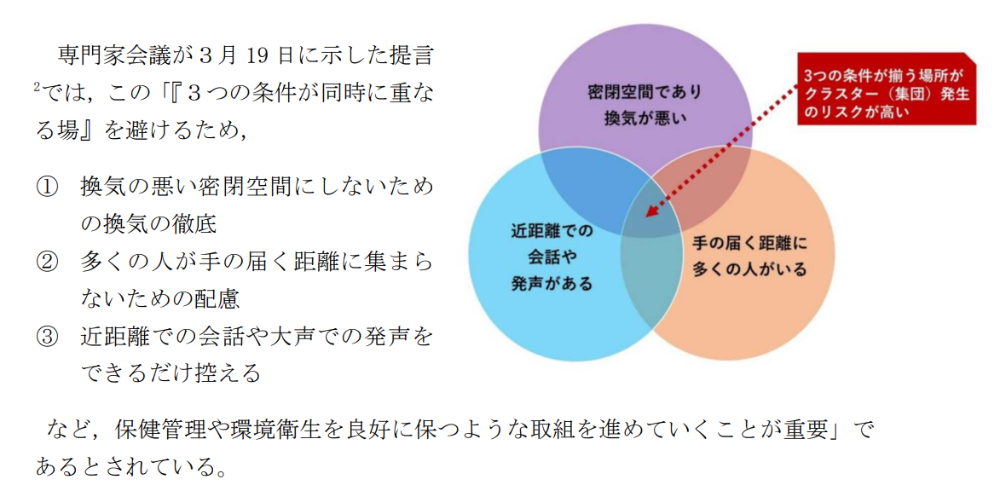 専門家会議が３月 19 日に示した提言
2では，この「『３つの条件が同時に重な
る場』を避けるため，
① 換気の悪い密閉空間にしないため
の換気の徹底
② 多くの人が手の届く距離に集まら
ないための配慮
③ 近距離での会話や大声での発声を
できるだけ控える
など，保健管理や環境衛生を良好に保つような取組を進めていくことが重要」で
あるとされている。
密閉空間であり
換気が悪い
近距離での
会話や
発声がある
手の届く距離に
多くの人がいる
3つの条件が揃う場所が
クラスター（集団）発生
のリスクが高い